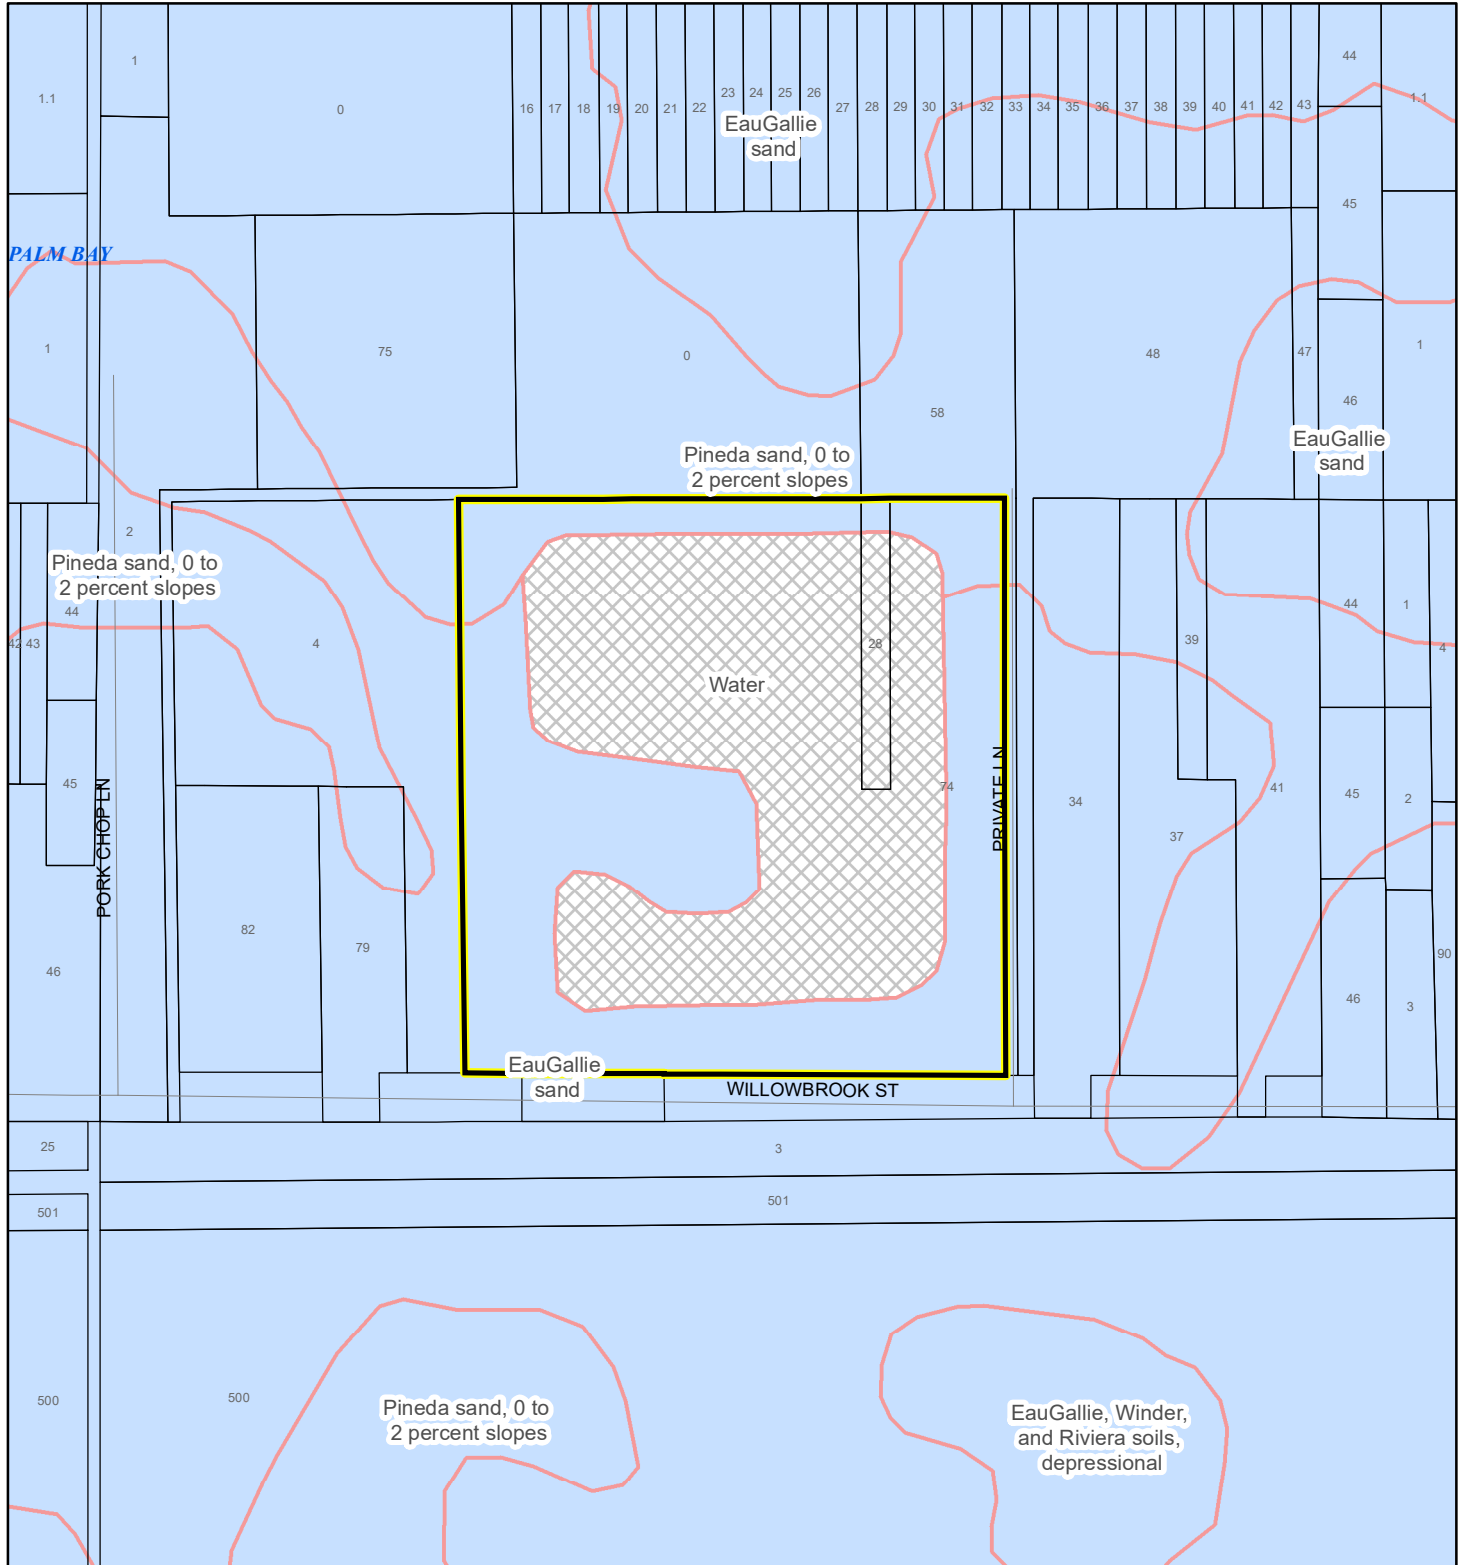 1
1.1
0
16 17 18 19 20 21 22 23 24 25 26 27 28 29 30 31 32 33 34 35 36 37 38 39 40 41 42 43
44
1.1
EauGallie
sand
45
PALM BAY
1
75
0
48
47
1
46
58
EauGallie
sand
Pineda sand, 0 to
2 percent slopes
2
Pineda sand, 0 to
2 percent slopes
44
42 43
4
28
39
44
1
4
Water
45
74
PRIVATE LN
34
37
41
45
2
PORK CHOP LN
82
79
46
90
46
3
EauGallie
sand
WILLOWBROOK ST
25
3
501
501
500
500
Pineda sand, 0 to
2 percent slopes
EauGallie, Winder,
and Riviera soils,
depressional